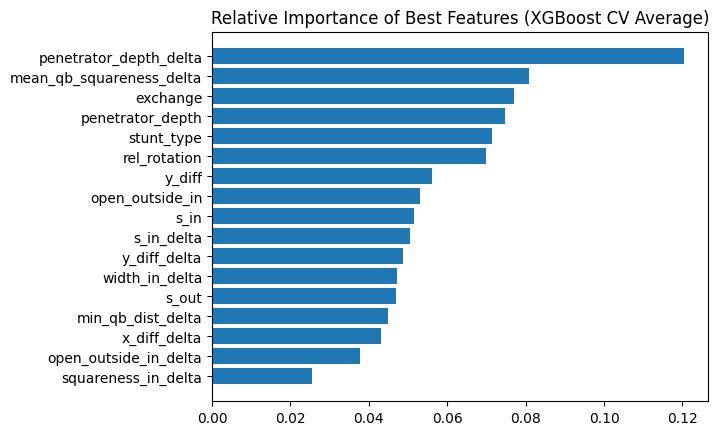 Relative Importance of Best Features (XGBoost CV Average)
penetrator_depth_delta
mean_qb_squareness_delta
exchange
penetrator_depth
stunt_type
rel_rotation
y_diff
open_outside_in
s_in
s_in_delta
y_diff_delta
width_in_delta
s_out
min_qb_dist_delta
x_diff_delta
open_outside_in_delta
squareness_in_delta
0.00 0.02 0.04 0.06 0.08 0.10 0.12